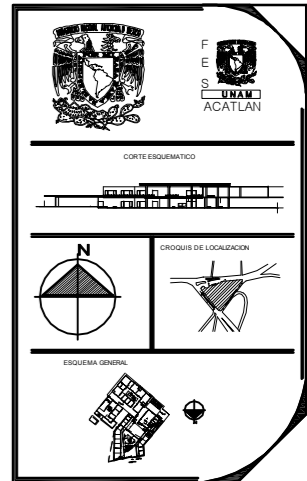 F
E
S
UNAM
ACATLAN
CORTE ESQUEMATICO
N
CROQUIS DE LOCALIZACION
ESQUEMA GENERAL